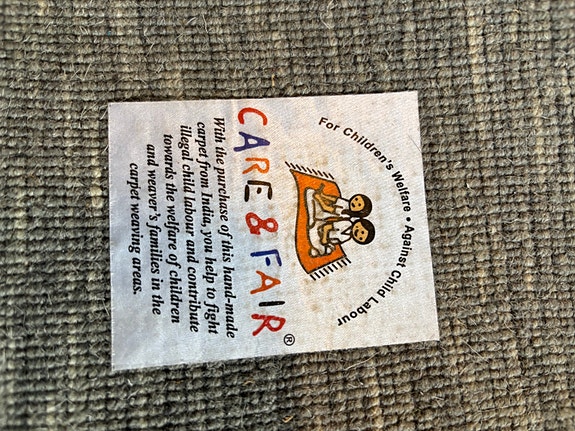 For Children's Welfare • Against Child Labour
CARE & FAIR®
With the purchase of this hand-made
carpet from India, you help to fight
illegal child labour and contribute
towards the welfare of children
and weaver's families in the
carpet weaving areas.